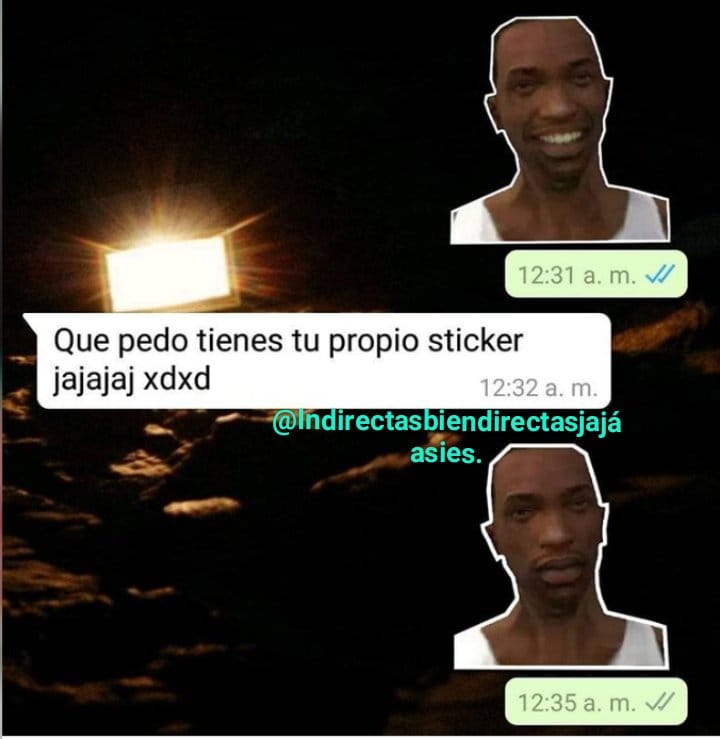 12:31 a. m.
Que pedo tienes tu propio sticker
jajajaj xdxd
12:32 a. m.
@Indirectasbiendirectasjajá
asies.
12:35 a. m.